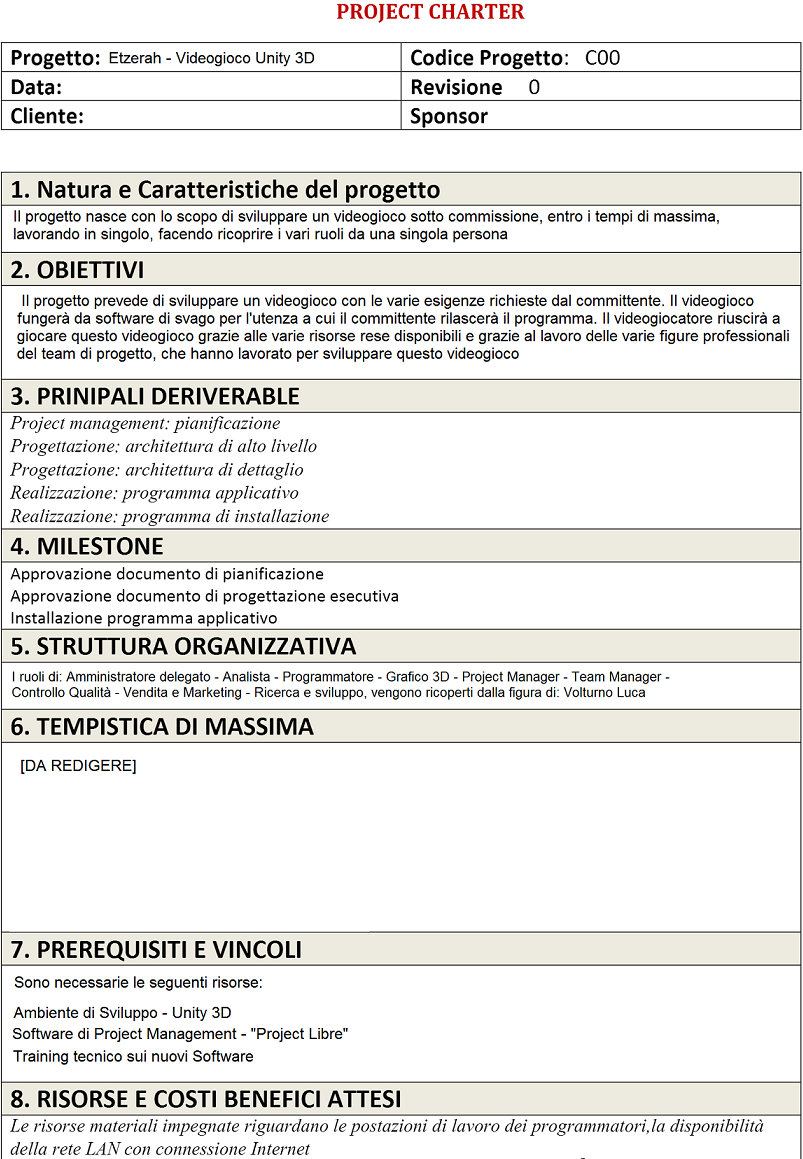 PROJECT CHARTER
Progetto: Etzerah - Videogioco Unity 3D
Codice Progetto: C00
Data:
Revisione 0
Cliente:
Sponsor
1. Natura e Caratteristiche del progetto
Il progetto nasce con lo scopo di sviluppare un videogioco sotto commissione, entro i tempi di massima,
lavorando in singolo, facendo ricoprire i vari ruoli da una singola persona
2. OBIETTIVI
Il progetto prevede di sviluppare un videogioco con le varie esigenze richieste dal committente. Il videogioco
fungerà da software di svago per l'utenza a cui il committente rilascerà il programma. Il videogiocatore riuscirà a
giocare questo videogioco grazie alle varie risorse rese disponibili e grazie al lavoro delle varie figure professionali
del team di progetto, che hanno lavorato per sviluppare questo videogioco
3. PRINIPALI DERIVERABLE
Project management: pianificazione
Progettazione: architettura di alto livello
Progettazione: architettura di dettaglio
Realizzazione: programma applicativo
Realizzazione: programma di installazione
4. MILESTONE
Approvazione documento di pianificazione
Approvazione documento di progettazione esecutiva
Installazione programma applicativo
5. STRUTTURA ORGANIZZATIVA
I ruoli di: Amministratore delegato - Analista - Programmatore - Grafico 3D - Project Manager - Team Manager -
Controllo Qualità - Vendita e Marketing - Ricerca e sviluppo, vengono ricoperti dalla figura di: Volturno Luca
6. TEMPISTICA DI MASSIMA
[DA REDIGERE]
7. PREREQUISITI E VINCOLI
Sono necessarie le seguenti risorse:
Ambiente di Sviluppo - Unity 3D
Software di Project Management - "Project Libre"
Training tecnico sui nuovi Software
8. RISORSE E COSTI BENEFICI ATTESI
Le risorse materiali impegnate riguardano le postazioni di lavoro dei programmatori,la disponibilità
della rete LAN con connessione Internet